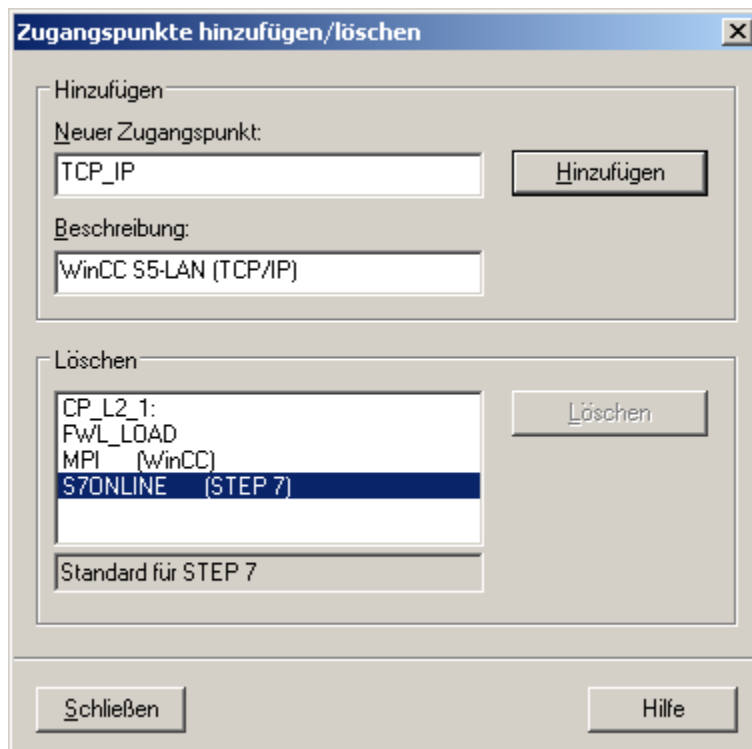 Zugangspunkte hinzufügen/löschen
Hinzufügen
Neuer Zugangspunkt:
TCP_IP
Hinzufügen
Beschreibung:
WinCC S5-LAN (TCP/IP)
Löschen
CP_L2_1:
Löschen
FWL_LOAD
MPI (WinCC)
S7ONLINE (STEP 7)
Standard für STEP 7
Schließen
Hilfe